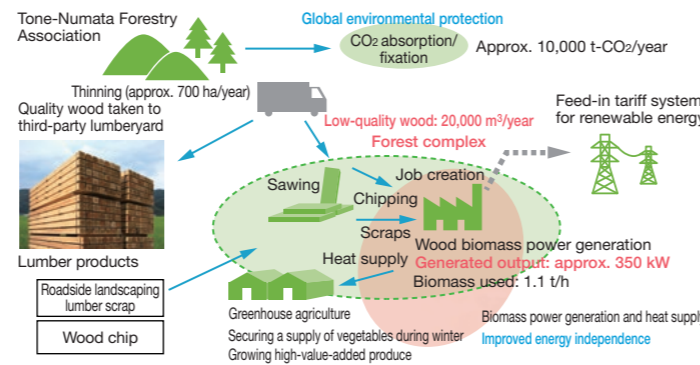 Tone-Numata Forestry
Association
Global environmental protection
CO2 absorption/
fixation
Approx. 10,000 t-CO2/year
Thinning (approx. 700 ha/year)
Quality wood taken to
third-party lumberyard
Low-quality wood: 20,000 m³/year
Forest complex
Feed-in tariff system
for renewable energy
Sawing
Job creation
Chipping
Scraps
Wood biomass power generation
Heat supply
Generated output: approx. 350 kW
Biomass used: 1.1 t/h
Lumber products
Roadside landscaping
lumber scrap
Wood chip
Greenhouse agriculture
Securing a supply of vegetables during winter
Growing high-value-added produce
Biomass power generation and heat supply
Improved energy independence